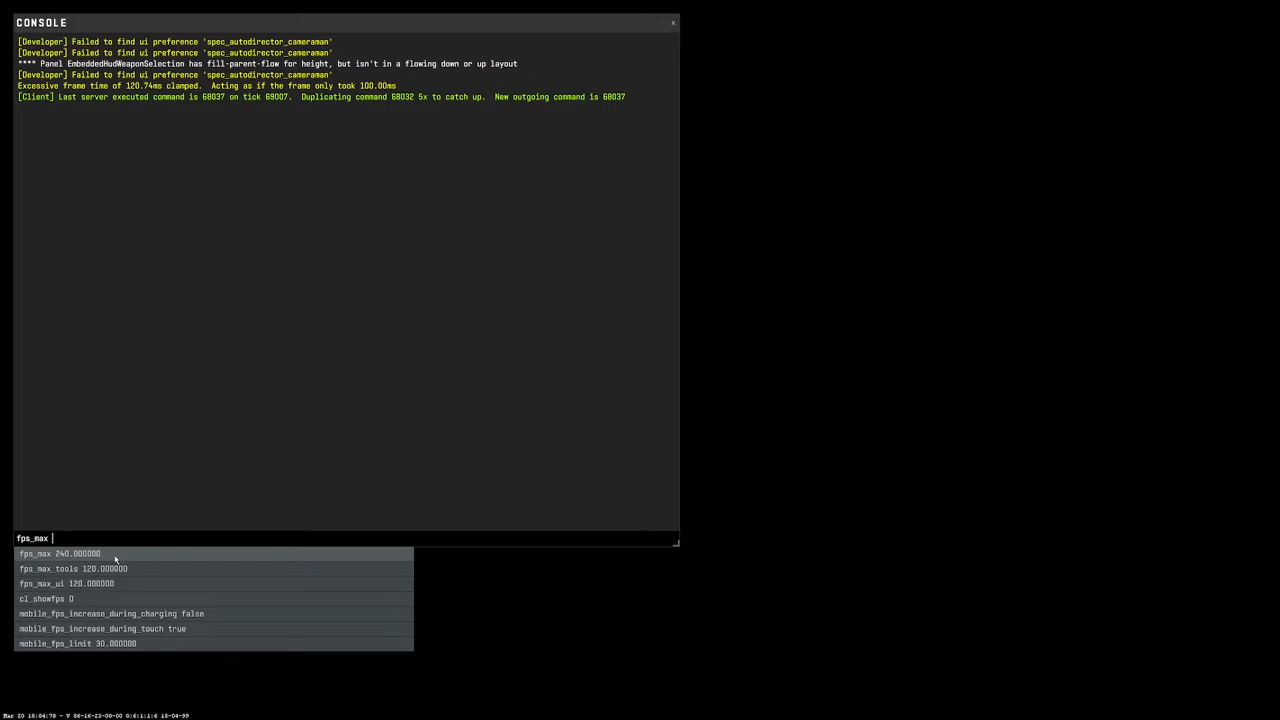 CONSOLE
x
[Developer] Failed to find ui preference 'spec_autodirector_cameraman'
[Developer] Failed to find ui preference 'spec_autodirector_cameraman'
**** Panel EmbeddedHudWeaponSelection has fill-parent-flow for height, but isn't in a flowing down or up layout
[Developer] Failed to find ui preference 'spec_autodirector_cameraman'
Excessive frame time of 120.74ms clamped. Acting as if the frame only took 100.00ms
[Client] Last server executed command is 68037 on tick 69007. Duplicating command 68032 5x to catch up. New outgoing command is 68037
fps_max
fps_max 240.000000
fps_max_tools 120.000000
fps_max_ui 120.000000
cl_showfps 0
mobile_fps_increase_during_charging false
mobile_fps_increase_during_touch true
mobile_fps_limit 30.000000
Mar 20